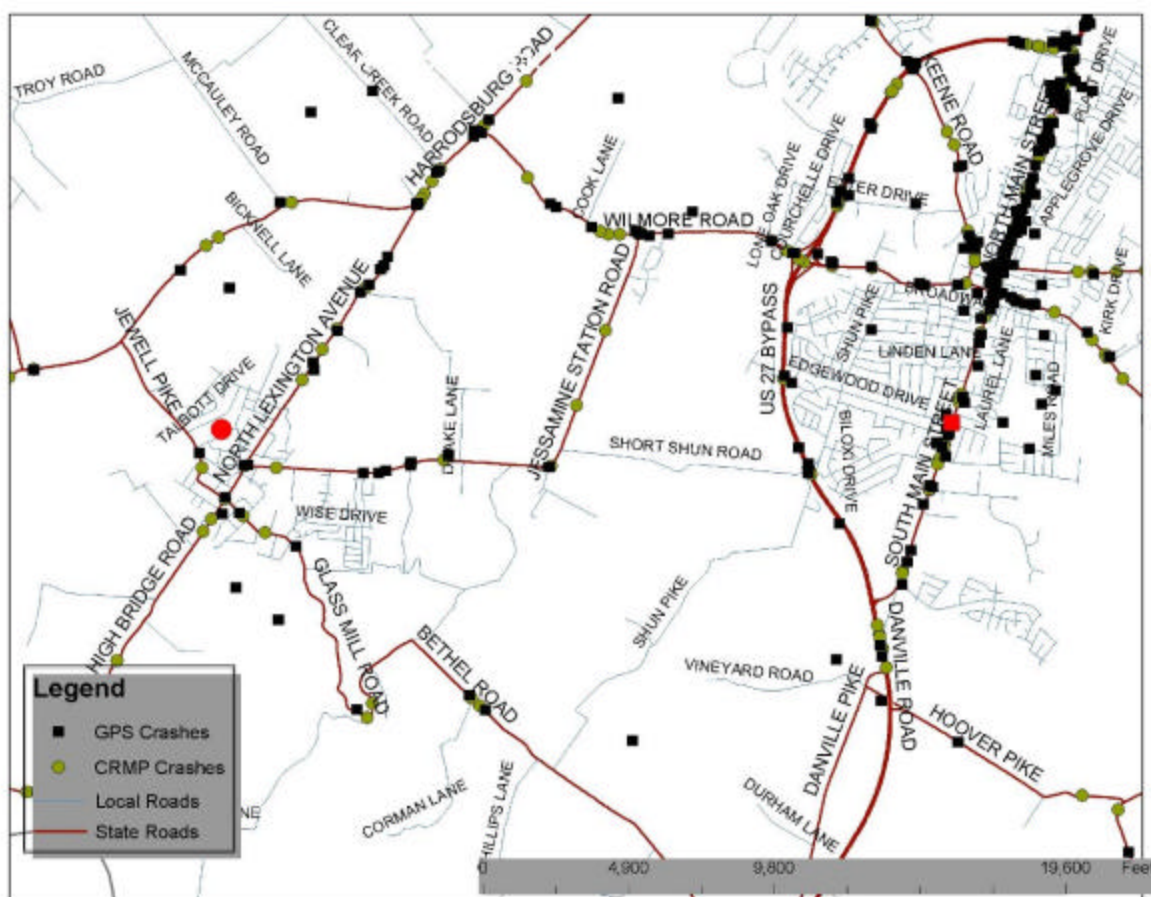 TROY ROAD
MCCAULEY ROAD
CLEAR CREEK ROAD
HARRODSBURG ROAD
KEENE ROAD
DRIVE
NORTH MAIN STREET
APPLEGROVE DRIVE
COOK LANE
LONE OAK DRIVE
COURCHELLE DRIVE
DRIVE
BICKNELL LANE
WILMORE ROAD
NORTH LEXINGTON AVENUE
JESSAMINE STATION ROAD
US 27 BYPASS
SHUN PIKE
BROADWAY
KIRK DRIVE
JEWELL PIKE
TALBOTT DRIVE
LINDEN LANE
LAUREL LANE
EDGEWOOD DRIVE
MILES ROAD
DRAKE LANE
SHORT SHUN ROAD
BILOXI DRIVE
SOUTH MAIN STREET
WISE DRIVE
HIGH BRIDGE ROAD
GLASS MILL ROAD
SHUN PIKE
BETHEL ROAD
VINEYARD ROAD
DANVILLE PIKE
DANVILLE ROAD
HOOVER PIKE
DURHAM LANE
CORMAN LANE
PHILLIPS LANE
NE
Legend
GPS Crashes
CRMP Crashes
Local Roads
State Roads
0 4,900 9,800 19,600 Feet